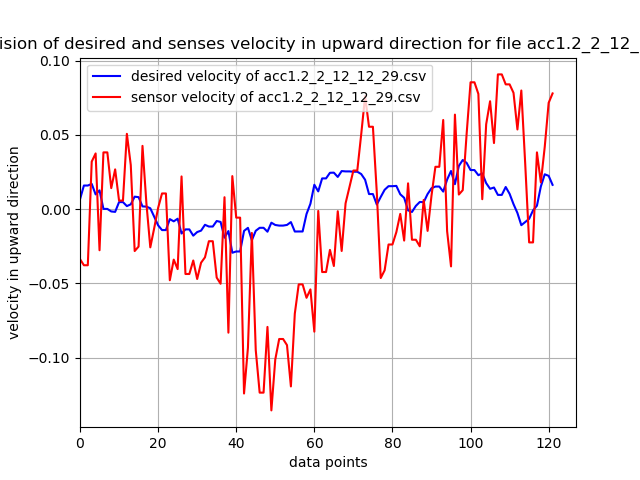 ision of desired and senses velocity in upward direction for file acc1.2_2_12_
desired velocity of acc1.2_2_12_12_29.csv
sensor velocity of acc1.2_2_12_12_29.csv
velocity in upward direction
0.10
0.05
0.00
−0.05
−0.10
0 20 40 60 80 100 120
data points